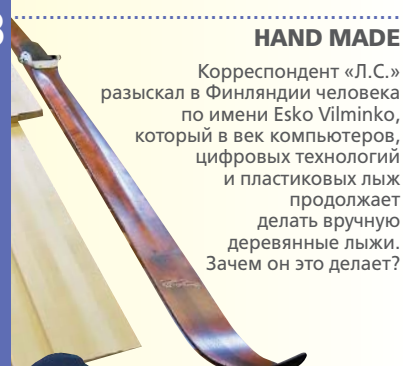 HAND MADE
Корреспондент «Л.С.»
разыскал в Финляндии человека
по имени Esko Vilminko,
который в век компьютеров,
цифровых технологий
и пластиковых лыж
продолжает
делать вручную
деревянные лыжи.
Зачем он это делает?